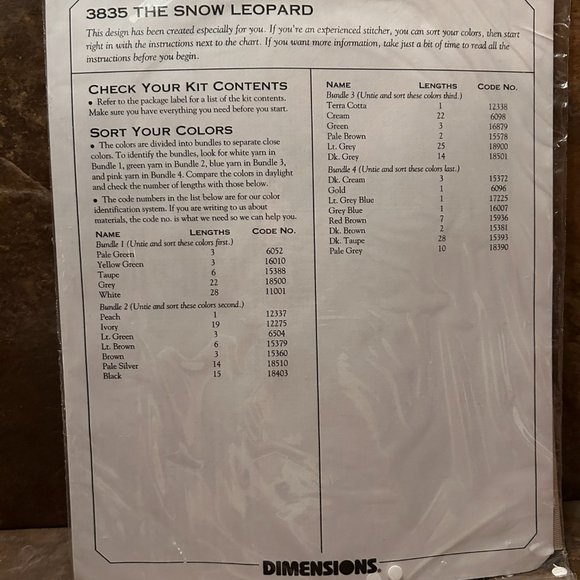 3835 THE SNOW LEOPARD
This design has been created especially for you. If you're an experienced stitcher, you can sort your colors, then start
right in with the instructions next to the chart. If you want more information, take just a bit of time to read all the
instructions before you begin.
CHECK YOUR KIT CONTENTS
• Refer to the package label for a list of the kit contents.
Make sure you have everything you need before you start.
SORT YOUR COLORS
• The colors are divided into bundles to separate close
colors. To identify the bundles, look for white yarn in
Bundle 1, green yarn in Bundle 2, blue yarn in Bundle 3,
and pink yarn in Bundle 4. Compare the colors in daylight
and check the number of lengths with those below.
• The code numbers in the list below are for our color
identification system. If you are writing to us about
materials, the code no. is what we need so we can help you.
NAME LENGTHS CODE NO.
Bundle 1 (Untie and sort these colors first.)
Pale Green 3 6052
Yellow Green 3 16010
Taupe 6 15388
Grey 22 18500
White 28 11001
Bundle 2 (Untie and sort these colors second.)
Peach 1 12337
Ivory 19 12275
Lt. Green 3 6504
Lt. Brown 6 15379
Brown 3 15360
Pale Silver 14 18510
Black 15 18403
NAME LENGTHS CODE NO.
Bundle 3 (Untie and sort these colors third.)
Terra Cotta 1 12338
Cream 22 6098
Green 3 16879
Pale Brown 2 15578
Lt. Grey 25 18900
Dk. Grey 14 18501
Bundle 4 (Untie and sort these colors last.)
Dk. Cream 3 15372
Gold 1 6096
Lt. Grey Blue 1 17225
Grey Blue 1 16007
Red Brown 7 15936
Dk. Brown 2 15381
Dk. Taupe 28 15393
Pale Grey 10 18390
DIMENSIONS®